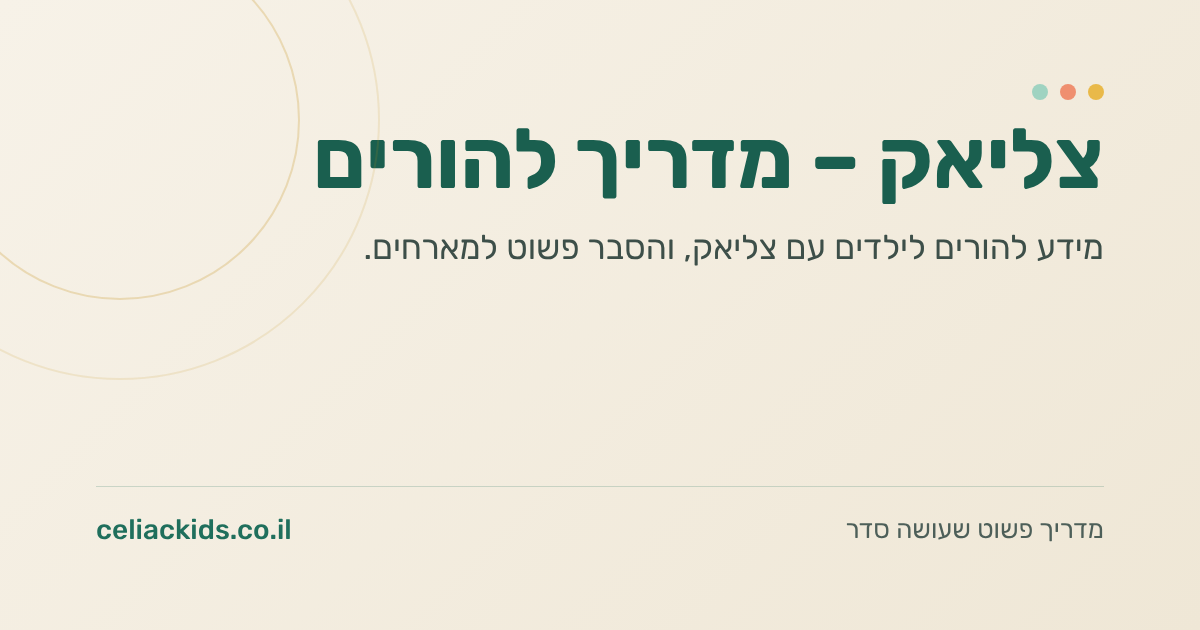 צליאק – מדריך להורים
מידע להורים לילדים עם צליאק, והסבר פשוט למארחים.
מדריך פשוט שעושה סדר
celiackids.co.il